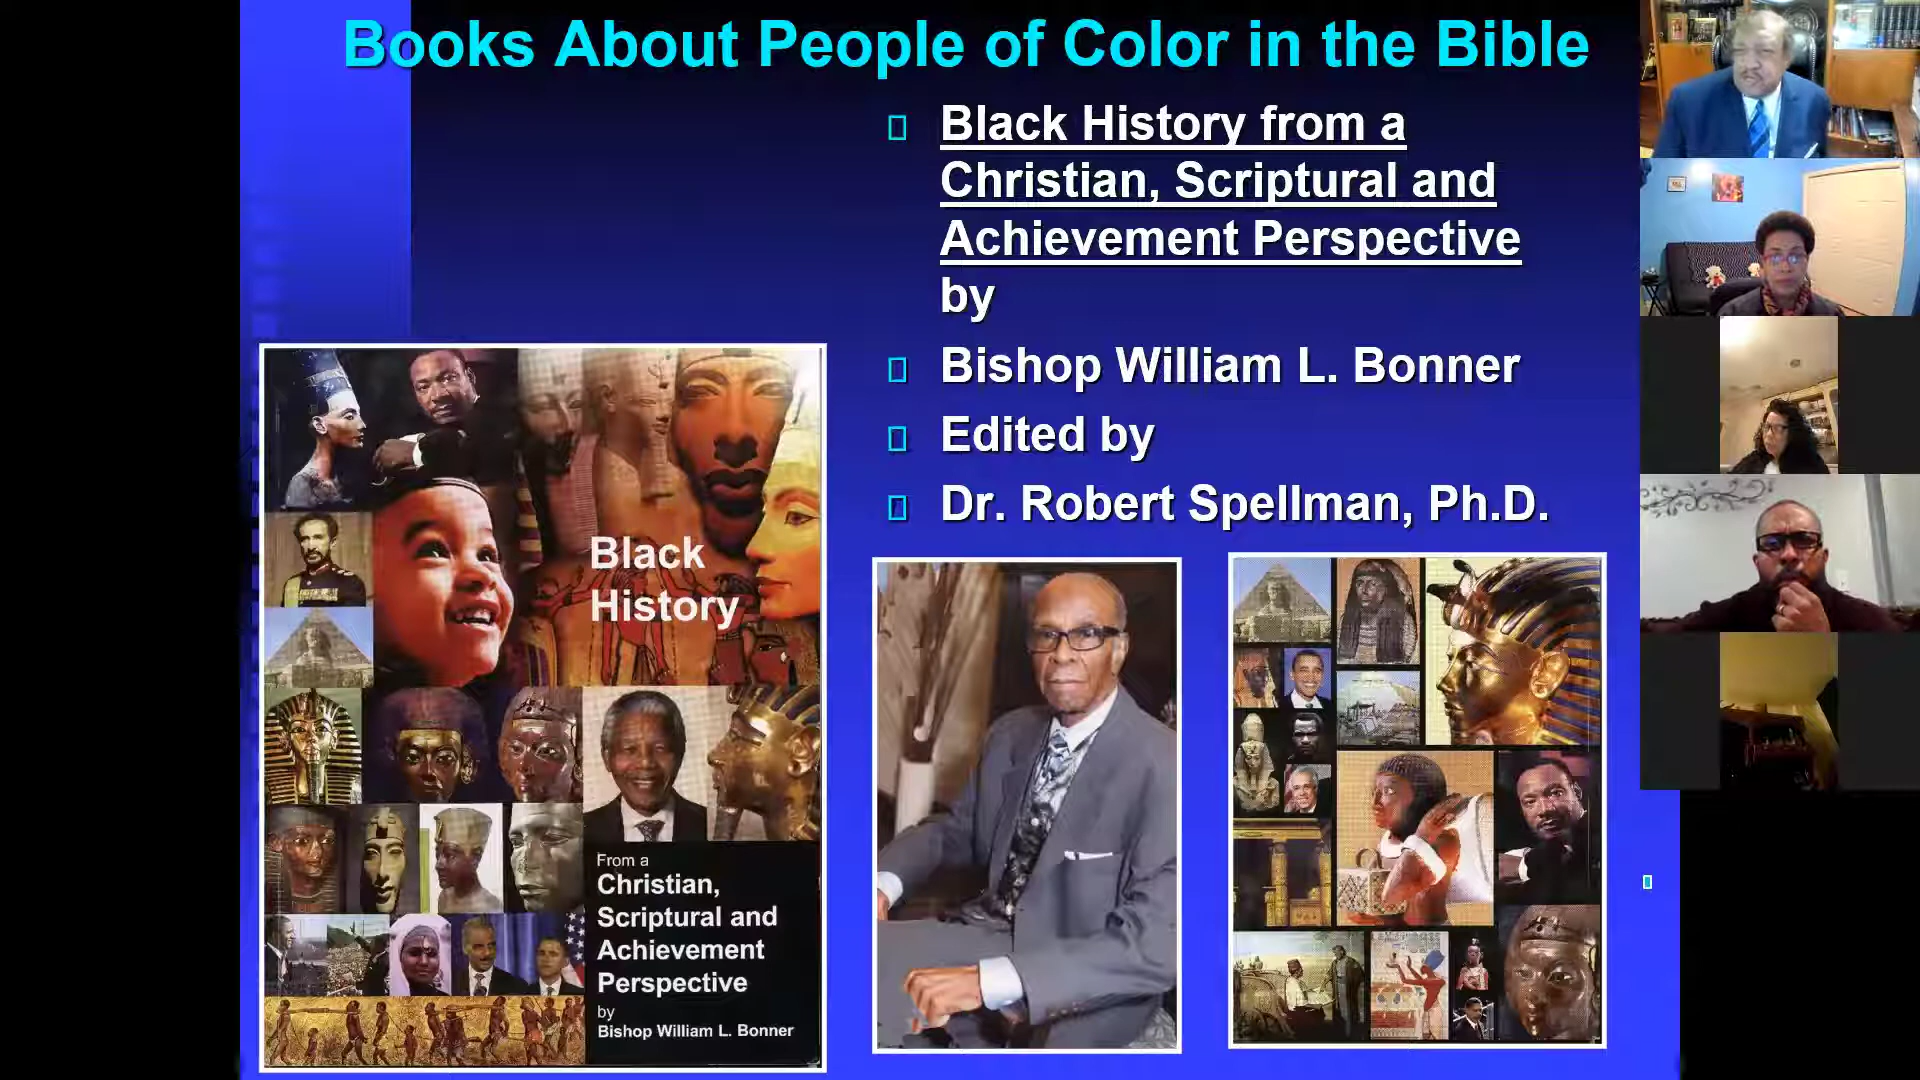 Books About People of Color in the Bible
Black History from a
Christian, Scriptural and
Achievement Perspective
by
Bishop William L. Bonner
Edited by
Dr. Robert Spellman, Ph.D.
Black
History
From a
Christian,
Scriptural and
Achievement
Perspective
by
Bishop William L. Bonner